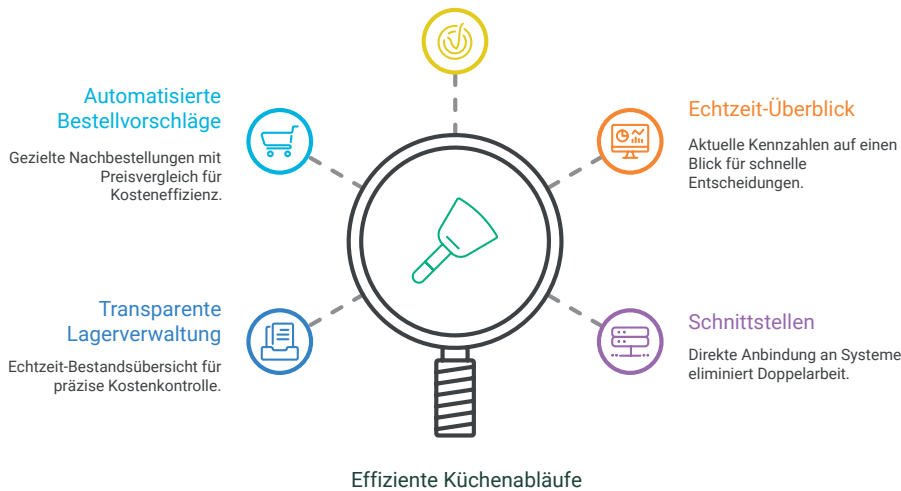 Automatisierte
Bestellvorschläge
Gezielte Nachbestellungen mit
Preisvergleich für
Kosteneffizienz.
Echtzeit-Überblick
Aktuelle Kennzahlen auf einen
Blick für schnelle
Entscheidungen.
Transparente
Lagerverwaltung
Echtzeit-Bestandsübersicht für
präzise Kostenkontrolle.
Schnittstellen
Direkte Anbindung an Systeme
eliminiert Doppelarbeit.
Effiziente Küchenabläufe